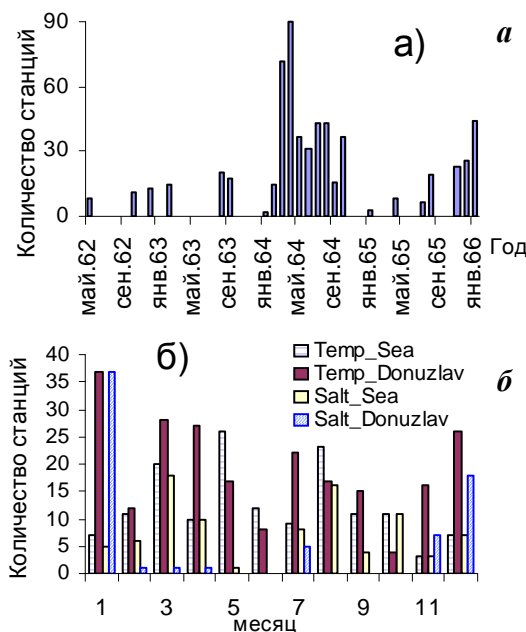 90
а) а
60
30
0
Количество станций
май.62
сен.62
янв.63
май.63
сен.63
янв.64
май.64
сен.64
янв.65
май.65
сен.65
янв.66
Год
б) б
Temp_Sea
Temp_Donuzlav
Salt_Sea
Salt_Donuzlav
40
35
30
25
20
15
10
5
0
Количество станций
1 3 5 7 9 11
месяц